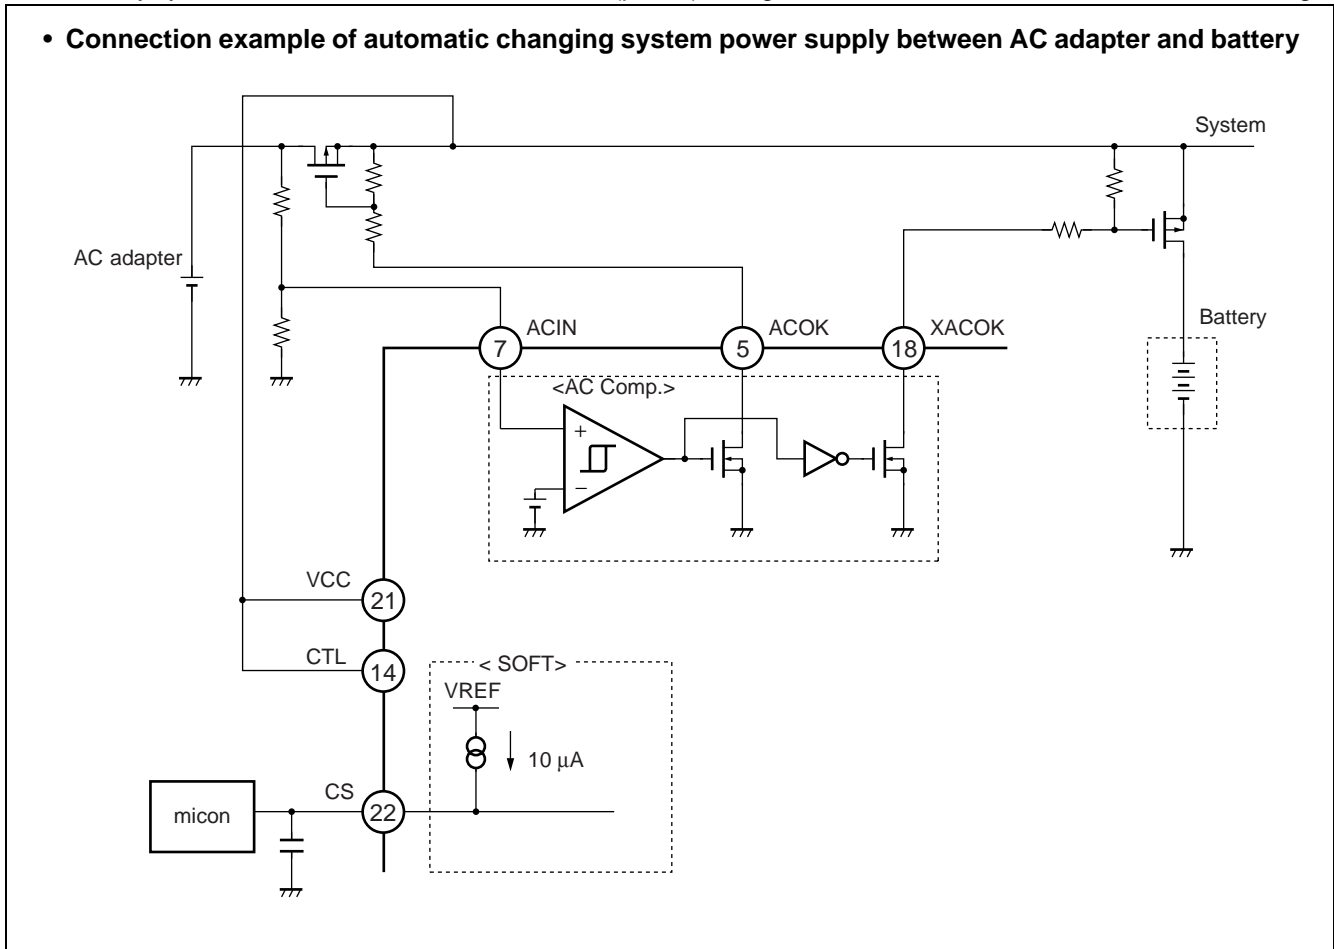 • Connection example of automatic changing system power supply between AC adapter and battery
System
AC adapter
Battery
ACIN
ACOK
XACOK
7
5
18
<AC Comp.>
+
−
VCC
21
CTL
14
< SOFT>
VREF
10 μA
CS
22
micon